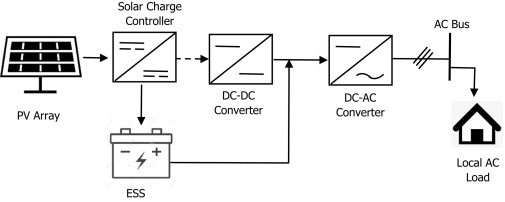 Solar Charge
Controller
AC Bus
PV Array
DC-DC
Converter
DC-AC
Converter
ESS
Local AC
Load